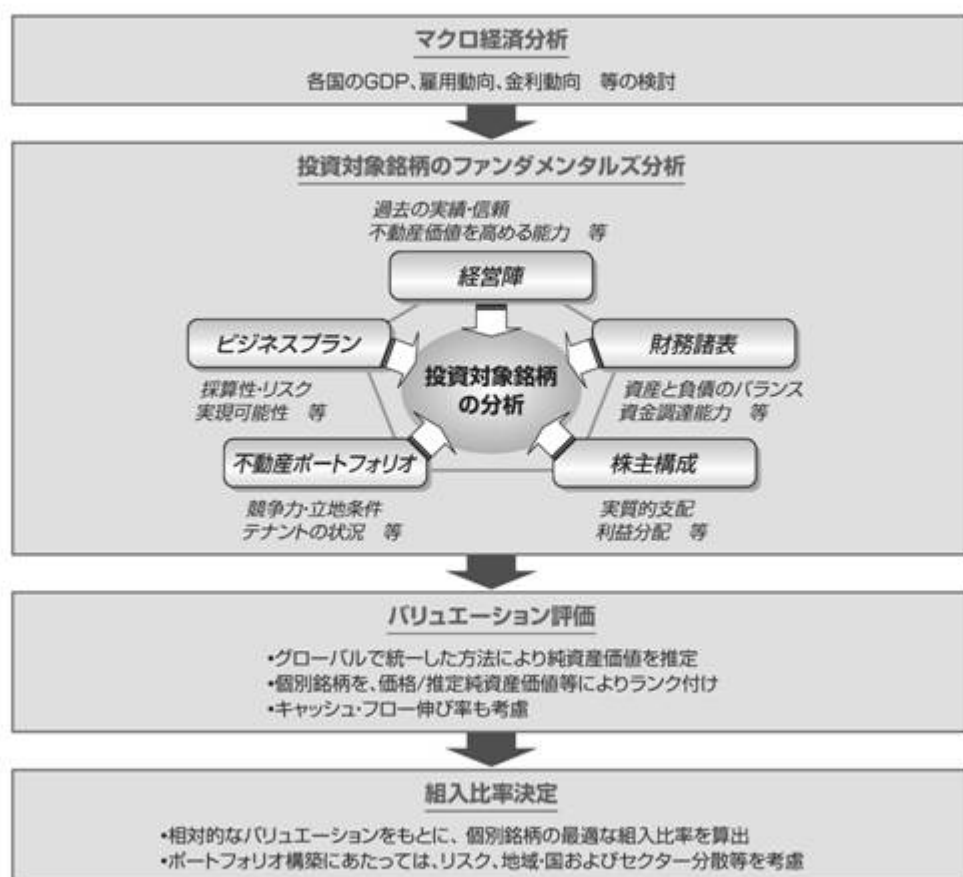 マクロ経済分析
各国のGDP、雇用動向、金利動向　等の検討
投資対象銘柄のファンダメンタルズ分析
過去の実績・信頼
不動産価値を高める能力　等
経営陣
ビジネスプラン
採算性・リスク
実現可能性　等
財務諸表
資産と負債のバランス
資金調達能力　等
投資対象銘柄
の分析
不動産ポートフォリオ
競争力・立地条件
テナントの状況　等
株主構成
実質的支配
利益分配　等
バリュエーション評価
•グローバルで統一した方法により純資産価値を推定
•個別銘柄を、価格/推定純資産価値等によりランク付け
•キャッシュ・フロー伸び率も考慮
組入比率決定
•相対的なバリュエーションをもとに、個別銘柄の最適な組入比率を算出
•ポートフォリオ構築にあたっては、リスク、地域・国およびセクター分散等を考慮